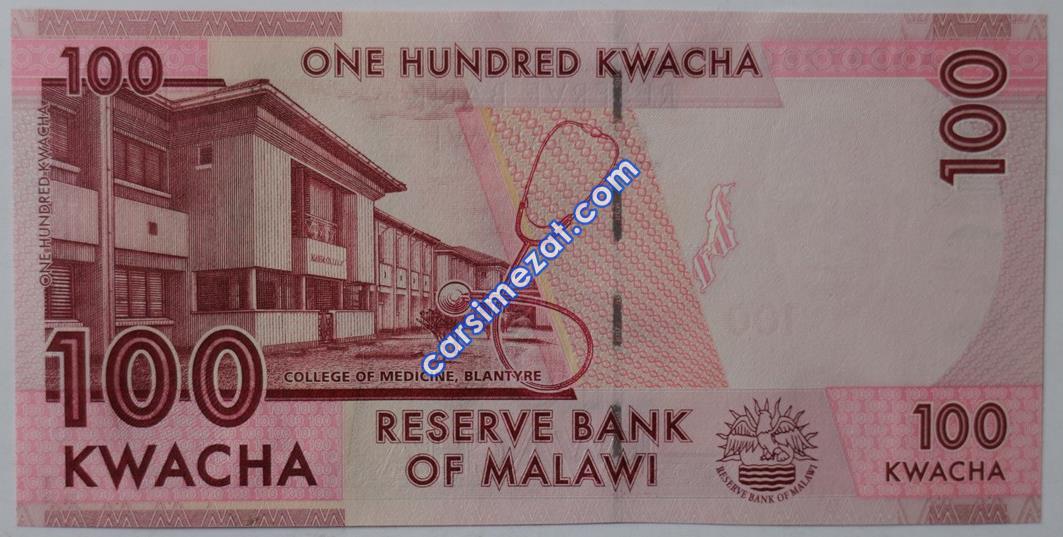 100
ONE HUNDRED KWACHA
100
ONE HUNDRED KWACHA
carsimezat.com
COLLEGE OF MEDICINE, BLANTYRE
100
KWACHA
RESERVE BANK
OF MALAWI
RESERVE BANK OF MALAWI
100
KWACHA